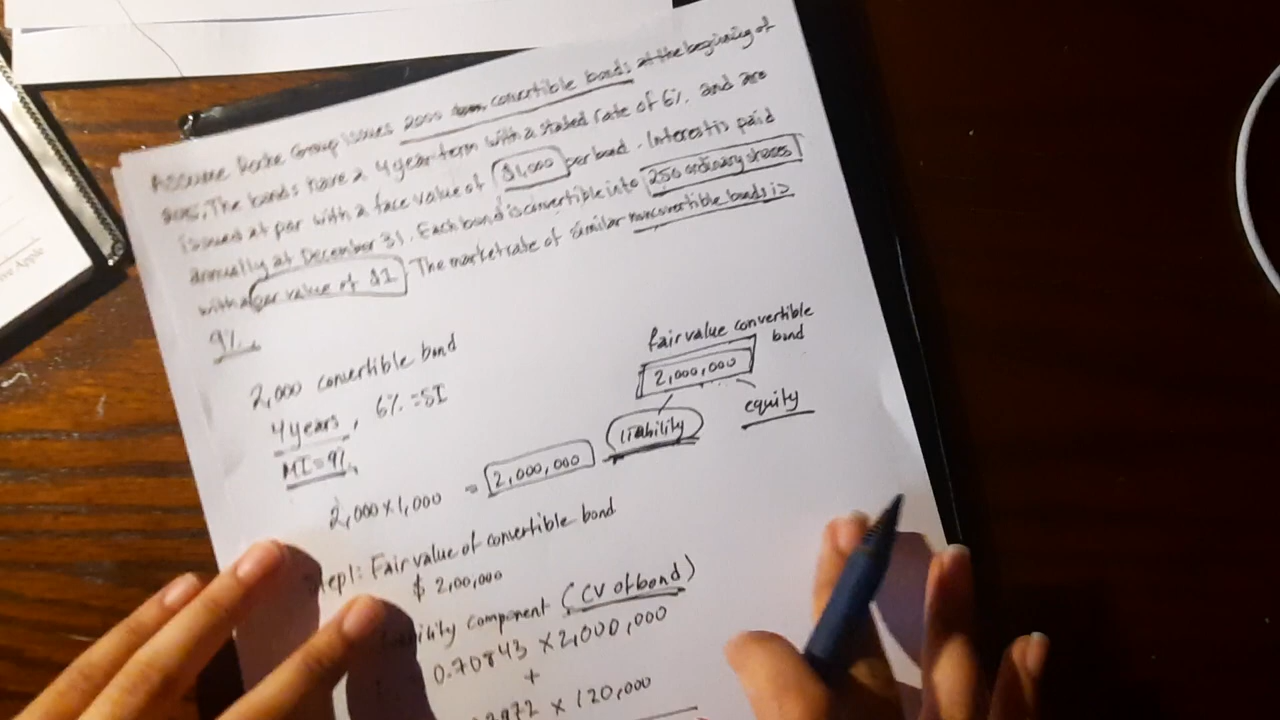 Assume Roche Group issues 2000 convertible bonds at the beginning of
2015. The bonds have a 4 year term with a stated rate of 6%. and are
issued at par with a face value of $1,000 per bond. Interest is paid
annually at December 31. Each bond is convertible into 250 ordinary shares
with a par value of $1. The market rate of similar nonconvertible bonds is
9%.
2,000 convertible bond
4 years, 6% = SI
MI = 9%
2,000 × 1,000 = 2,000,000
fair value convertible
bond
2,000,000
liability
equity
Step1: Fair value of convertible bond
$ 2,00,000
component (CV of bond)
0.70843 × 2,000,000
+
× 120,000